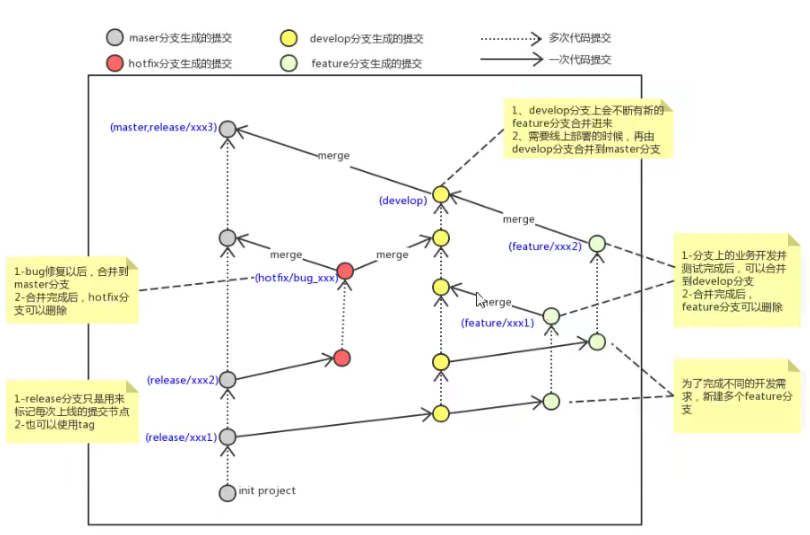 maser分支生成的提交
develop分支生成的提交
多次代码提交
hotfix分支生成的提交
feature分支生成的提交
一次代码提交
(master,release/xxx3)
merge
1、develop分支上会不断有新的
feature分支合并进来
2、需要线上部署的时候，再由
develop分支合并到master分支
(develop)
merge
(feature/xxx2)
merge
merge
1-bug修复以后，合并到
master分支
2-合并完成后，hotfix分
支可以删除
(hotfix/bug_xxx)
1-分支上的业务开发并
测试完成后，可以合并
到develop分支
2-合并完成后，
feature分支可以删除
merge
(feature/xxx1)
(release/xxx2)
1-release分支只是用来
标记每次上线的提交节点
2-也可以使用tag
为了完成不同的开发需
求，新建多个feature分
支
(release/xxx1)
init project